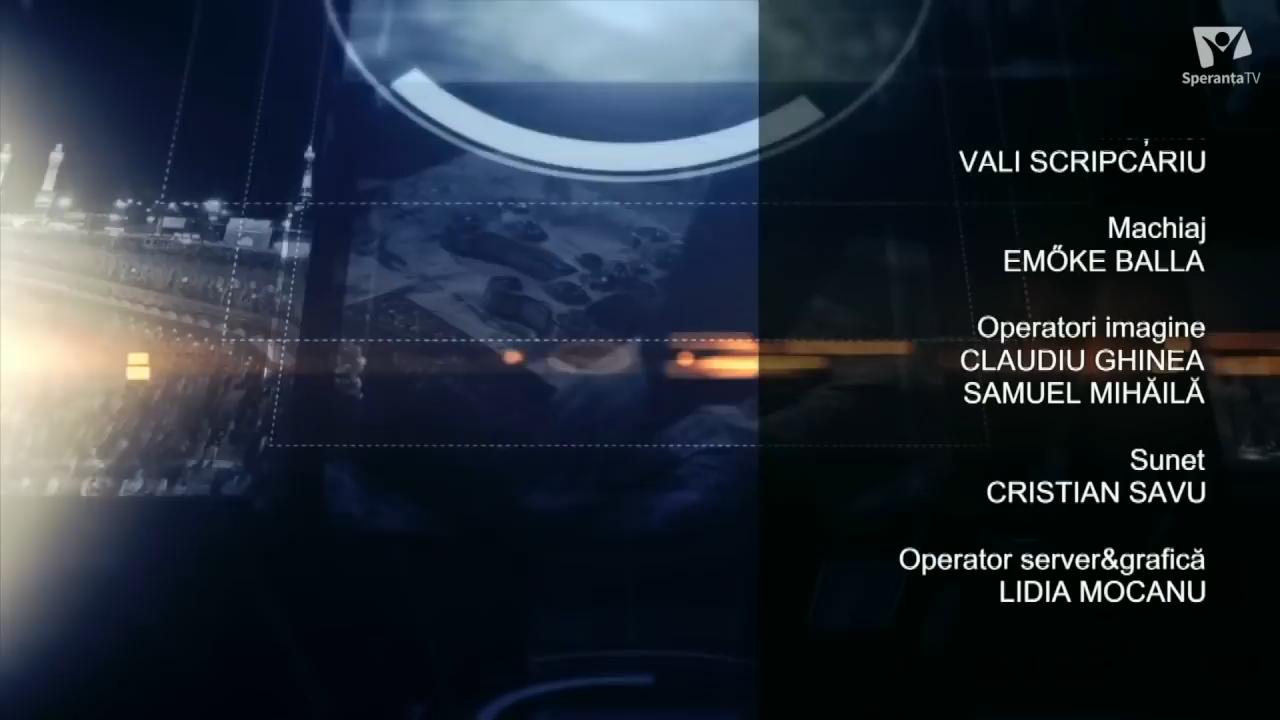 SperanțaTV
VALI SCRIPCARIU
Machiaj
EMŐKE BALLA
Operatori imagine
CLAUDIU GHINEA
SAMUEL MIHĂILĂ
Sunet
CRISTIAN SAVU
Operator server&grafică
LIDIA MOCANU